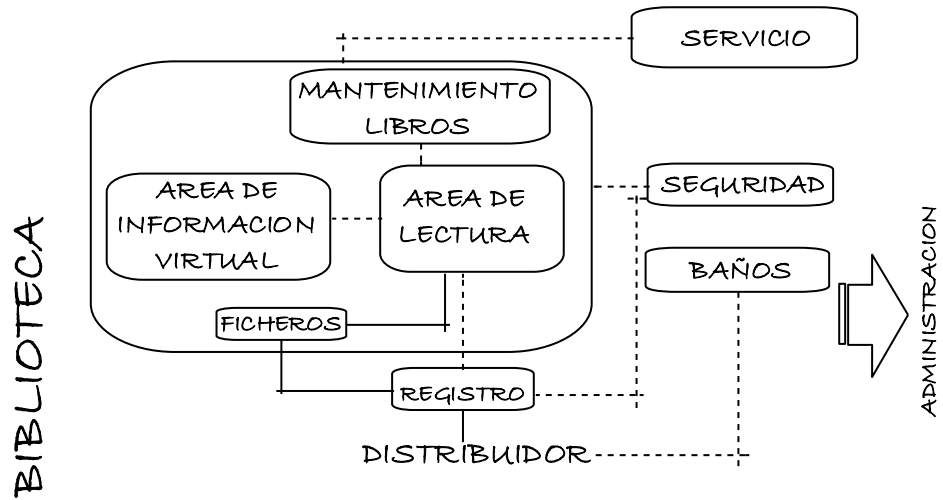 SERVICIO
MANTENIMIENTO
LIBROS
AREA DE
INFORMACION
VIRTUAL
AREA DE
LECTURA
SEGURIDAD
BAÑOS
FICHEROS
REGISTRO
DISTRIBUIDOR
BIBLIOTECA
ADMINISTRACION